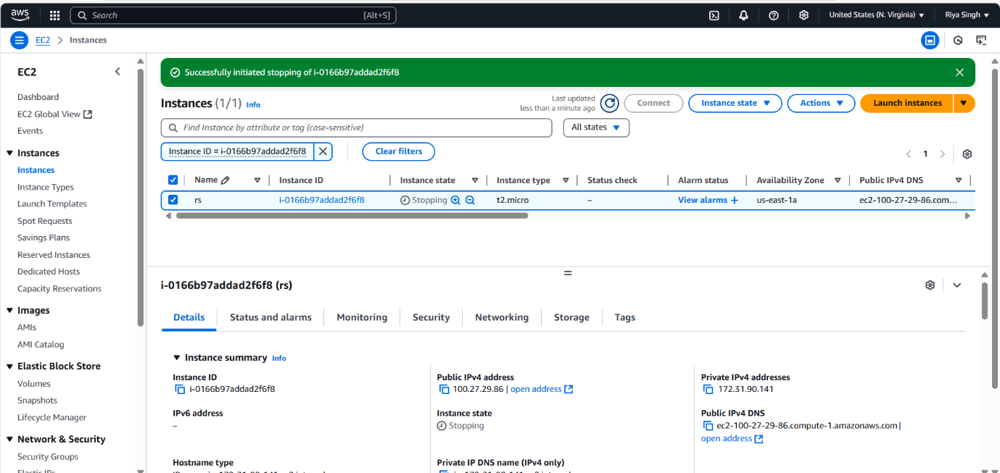 aws Search [Alt+S] United States (N. Virginia) Riya Singh
EC2 Instances
EC2
Dashboard
EC2 Global View
Events
Instances
Instances
Instance Types
Launch Templates
Spot Requests
Savings Plans
Reserved Instances
Dedicated Hosts
Capacity Reservations
Images
AMIs
AMI Catalog
Elastic Block Store
Volumes
Snapshots
Lifecycle Manager
Network & Security
Security Groups
Elastic IPs
Successfully initiated stopping of i-0166b97addad2f6f8
Instances (1/1) Info
Last updated
less than a minute ago
Connect Instance state Actions Launch instances
Find Instance by attribute or tag (case-sensitive) All states
Instance ID = i-0166b97addad2f6f8 Clear filters
1
Name Instance ID Instance state Instance type Status check Alarm status Availability Zone Public IPv4 DNS
rs i-0166b97addad2f6f8 Stopping t2.micro – View alarms + us-east-1a ec2-100-27-29-86.com...
i-0166b97addad2f6f8 (rs)
Details Status and alarms Monitoring Security Networking Storage Tags
Instance summary Info
Instance ID
i-0166b97addad2f6f8
Public IPv4 address
100.27.29.86 | open address
Private IPv4 addresses
172.31.90.141
IPv6 address
–
Instance state
Stopping
Public IPv4 DNS
ec2-100-27-29-86.compute-1.amazonaws.com |
open address
Hostname type
Private IP DNS name (IPv4 only)